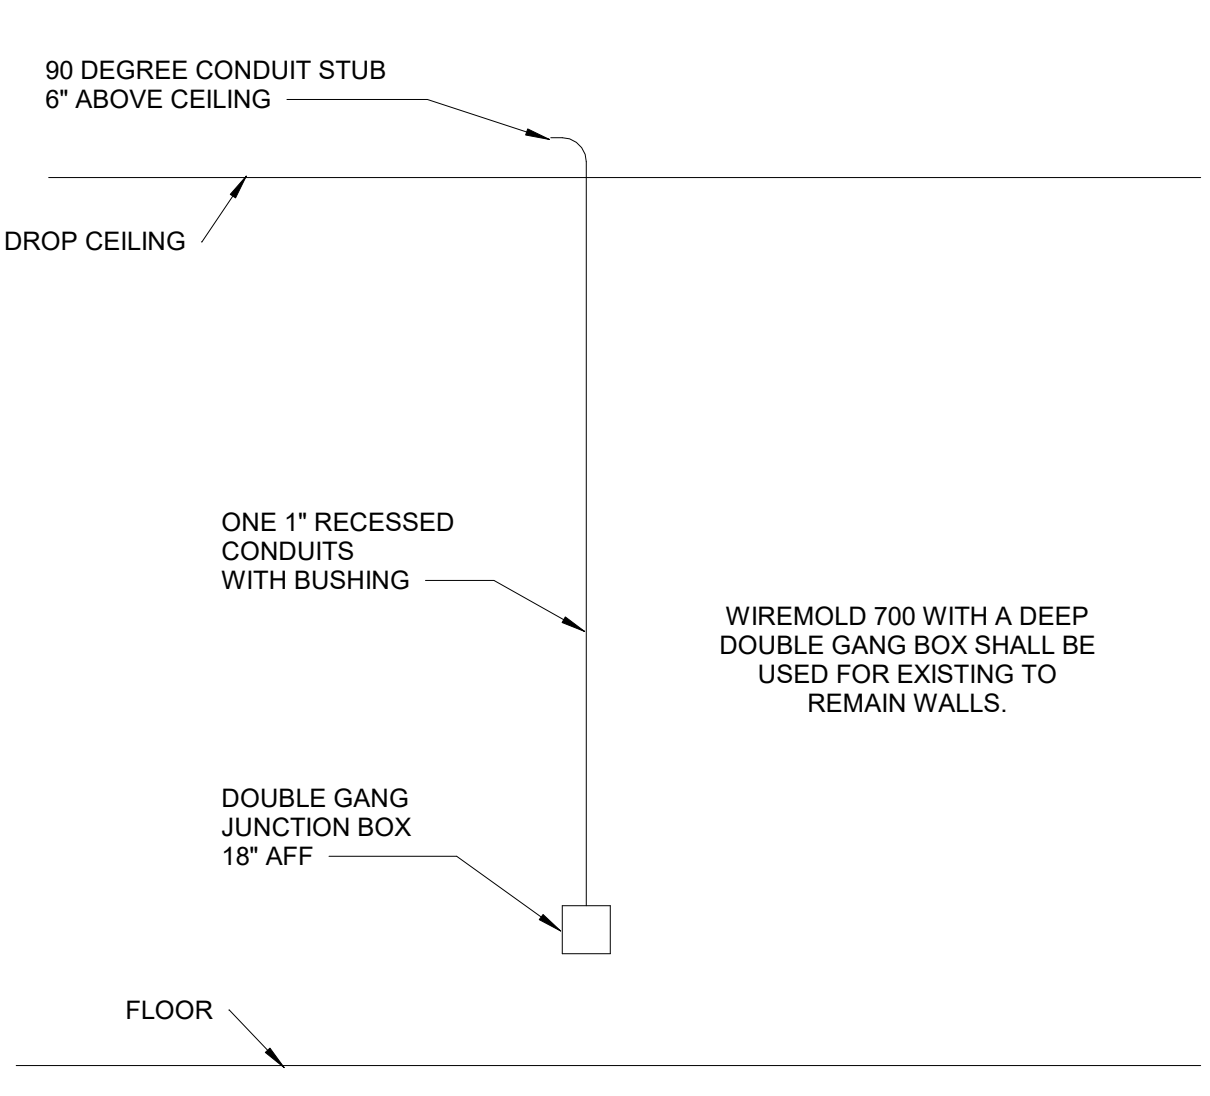 90 DEGREE CONDUIT STUB
6" ABOVE CEILING
DROP CEILING
ONE 1" RECESSED
CONDUITS
WITH BUSHING
WIREMOLD 700 WITH A DEEP
DOUBLE GANG BOX SHALL BE
USED FOR EXISTING TO
REMAIN WALLS.
DOUBLE GANG
JUNCTION BOX
18" AFF
FLOOR